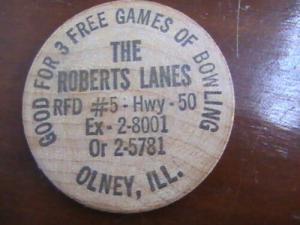 GOOD FOR 3 FREE GAMES OF BOWLING
THE
ROBERTS LANES
RFD #5 - Hwy - 50
Ex - 2-8001
Or 2-5781
OLNEY, ILL.